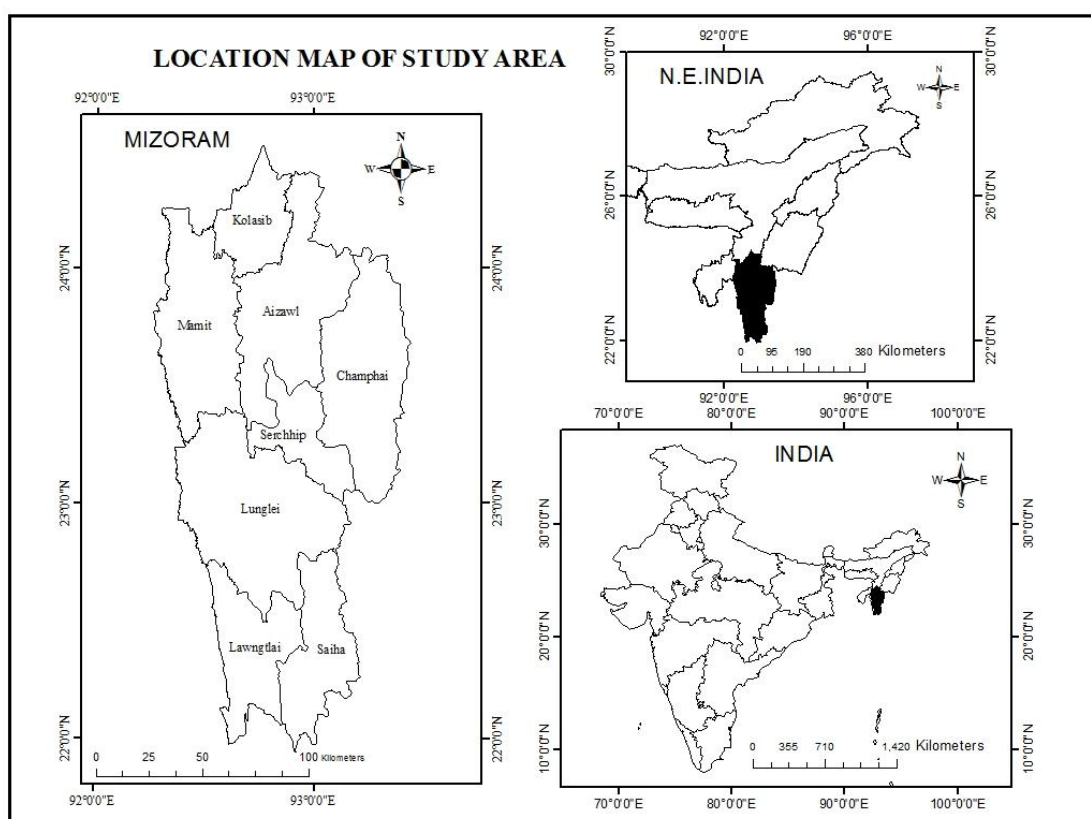 LOCATION MAP OF STUDY AREA
92°0'0"E 93°0'0"E
MIZORAM
N
W E
S
Kolasib
24°0'0"N 24°0'0"N
Aizawl
Mamit
Champhai
Serchhip
23°0'0"N 23°0'0"N
Lunglei
Lawngtlai
Saiha
22°0'0"N 22°0'0"N
0 25 50 100 Kilometers
92°0'0"E 93°0'0"E
92°0'0"E 96°0'0"E
30°0'0"N 30°0'0"N
N.E.INDIA
N
W E
S
26°0'0"N 26°0'0"N
22°0'0"N 22°0'0"N
0 95 190 380 Kilometers
92°0'0"E 96°0'0"E
70°0'0"E 80°0'0"E 90°0'0"E 100°0'0"E
INDIA
N
W E
S
30°0'0"N 30°0'0"N
20°0'0"N 20°0'0"N
10°0'0"N 10°0'0"N
0 355 710 1,420 Kilometers
70°0'0"E 80°0'0"E 90°0'0"E 100°0'0"E